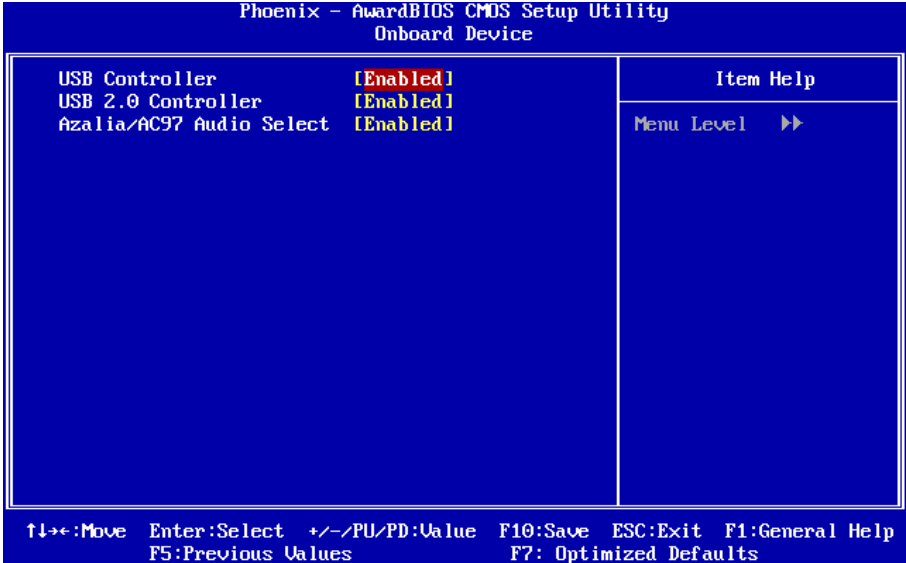 Phoenix - AwardBIOS CMOS Setup Utility
Onboard Device
USB Controller [Enabled]
USB 2.0 Controller [Enabled]
Azalia/AC97 Audio Select [Enabled]
Item Help
Menu Level ▶▶
↑↓→←:Move Enter:Select +/-/PU/PD:Value F10:Save ESC:Exit F1:General Help
F5:Previous Values F7: Optimized Defaults